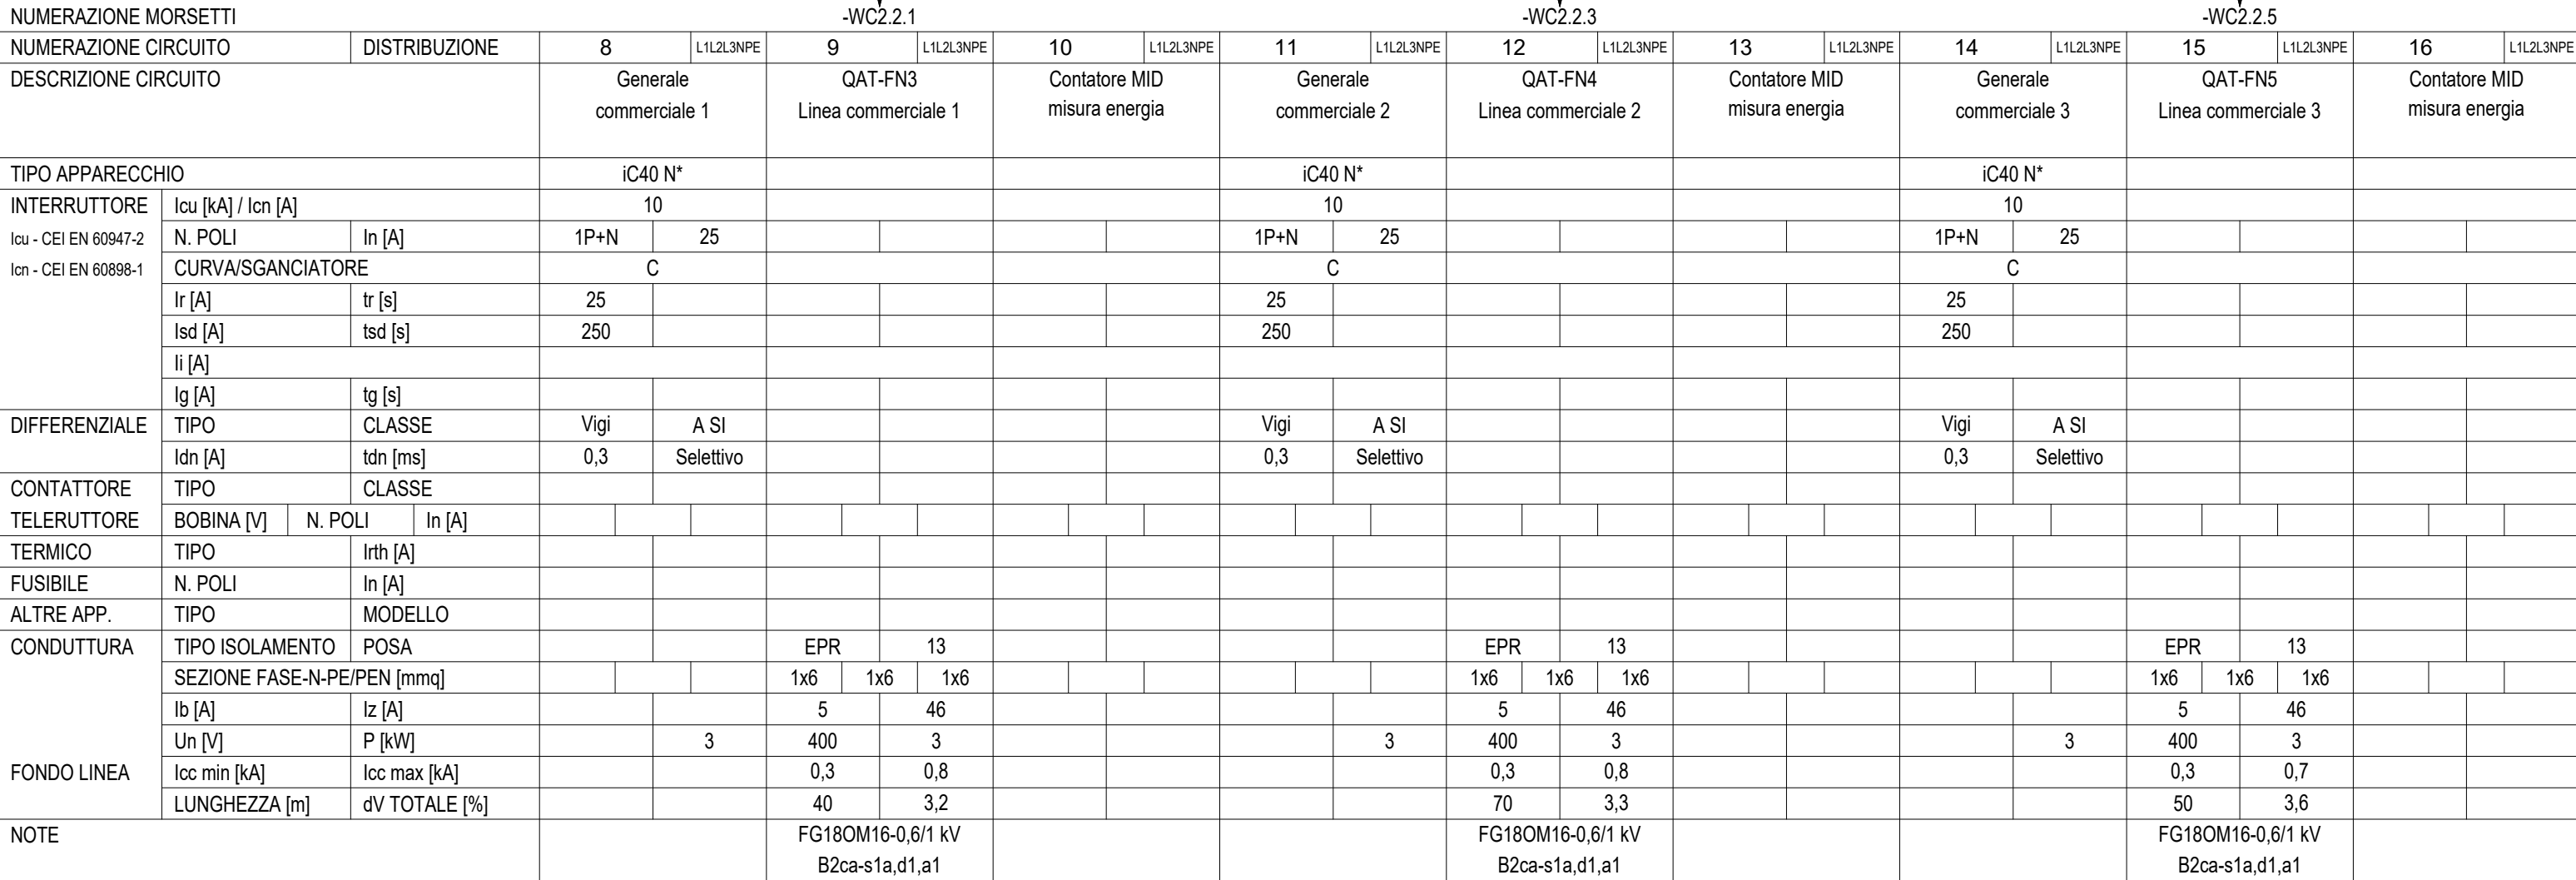 NUMERAZIONE MORSETTI -WC2.2.1 -WC2.2.3 -WC2.2.5
NUMERAZIONE CIRCUITO DISTRIBUZIONE 8 L1L2L3NPE 9 L1L2L3NPE 10 L1L2L3NPE 11 L1L2L3NPE 12 L1L2L3NPE 13 L1L2L3NPE 14 L1L2L3NPE 15 L1L2L3NPE 16 L1L2L3NPE
DESCRIZIONE CIRCUITO Generale QAT-FN3 Contatore MID Generale QAT-FN4 Contatore MID Generale QAT-FN5 Contatore MID
commerciale 1 Linea commerciale 1 misura energia commerciale 2 Linea commerciale 2 misura energia commerciale 3 Linea commerciale 3 misura energia
TIPO APPARECCHIO iC40 N* iC40 N* iC40 N*
INTERRUTTORE Icu [kA] / Icn [A] 10 10 10
Icu - CEI EN 60947-2 N. POLI In [A] 1P+N 25 1P+N 25 1P+N 25
Icn - CEI EN 60898-1 CURVA/SGANCIATORE C C C
Ir [A] tr [s] 25 25 25
Isd [A] tsd [s] 250 250 250
Ii [A]
Ig [A] tg [s]
DIFFERENZIALE TIPO CLASSE Vigi A SI Vigi A SI Vigi A SI
Idn [A] tdn [ms] 0,3 Selettivo 0,3 Selettivo 0,3 Selettivo
CONTATTORE TIPO CLASSE
TELERUTTORE BOBINA [V] N. POLI In [A]
TERMICO TIPO Irth [A]
FUSIBILE N. POLI In [A]
ALTRE APP. TIPO MODELLO
CONDUTTURA TIPO ISOLAMENTO POSA EPR 13 EPR 13 EPR 13
SEZIONE FASE-N-PE/PEN [mmq] 1x6 1x6 1x6 1x6 1x6 1x6 1x6 1x6 1x6
Ib [A] Iz [A] 5 46 5 46 5 46
Un [V] P [kW] 3 400 3 3 400 3 3 400 3
FONDO LINEA Icc min [kA] Icc max [kA] 0,3 0,8 0,3 0,8 0,3 0,7
LUNGHEZZA [m] dV TOTALE [%] 40 3,2 70 3,3 50 3,6
NOTE FG18OM16-0,6/1 kV FG18OM16-0,6/1 kV FG18OM16-0,6/1 kV
B2ca-s1a,d1,a1 B2ca-s1a,d1,a1 B2ca-s1a,d1,a1